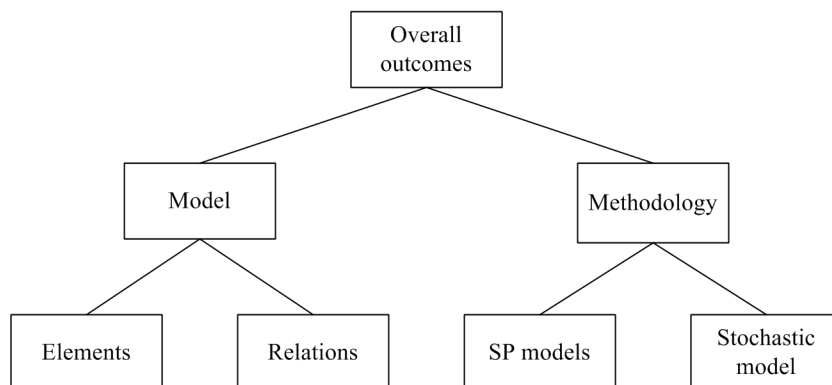 Overall
outcomes
Model
Methodology
Elements
Relations
SP models
Stochastic
model